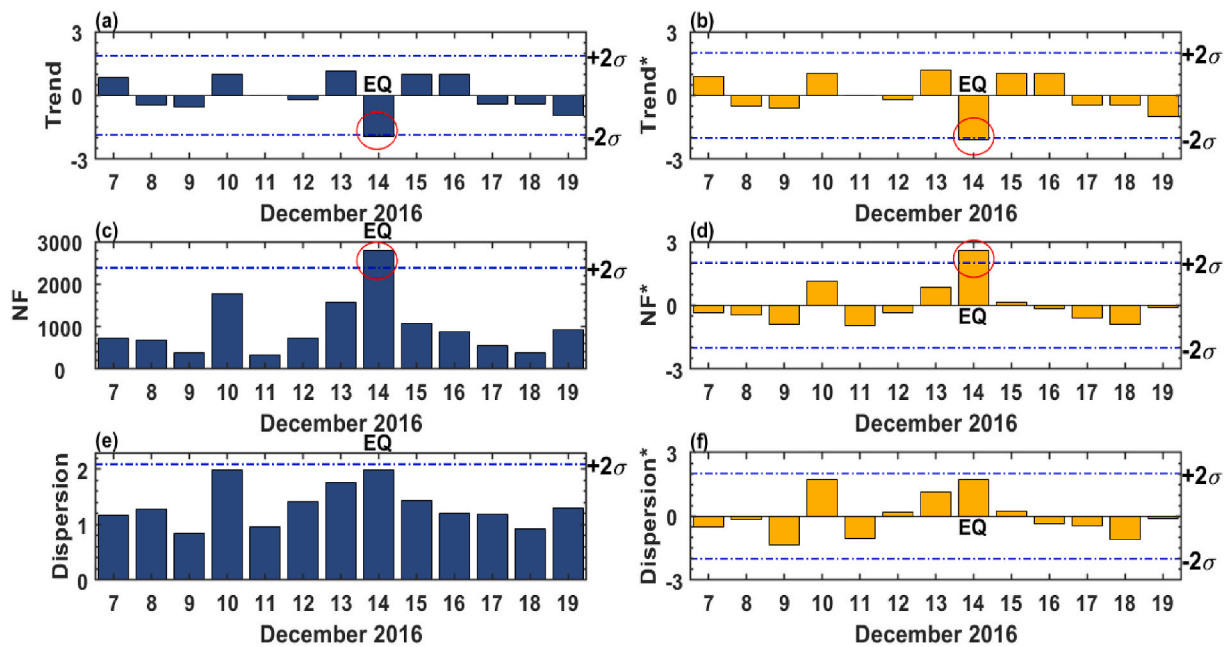 (a)
3
0
-3
Trend
EQ
+2σ
-2σ
7 8 9 10 11 12 13 14 15 16 17 18 19
December 2016
(b)
3
0
-3
Trend*
EQ
+2σ
-2σ
7 8 9 10 11 12 13 14 15 16 17 18 19
December 2016
(c)
EQ
3000
2000
1000
0
NF
+2σ
7 8 9 10 11 12 13 14 15 16 17 18 19
December 2016
(d)
3
0
-3
NF*
EQ
+2σ
-2σ
7 8 9 10 11 12 13 14 15 16 17 18 19
December 2016
(e)
EQ
2
1
0
Dispersion
+2σ
7 8 9 10 11 12 13 14 15 16 17 18 19
December 2016
(f)
3
0
-3
Dispersion*
EQ
+2σ
-2σ
7 8 9 10 11 12 13 14 15 16 17 18 19
December 2016